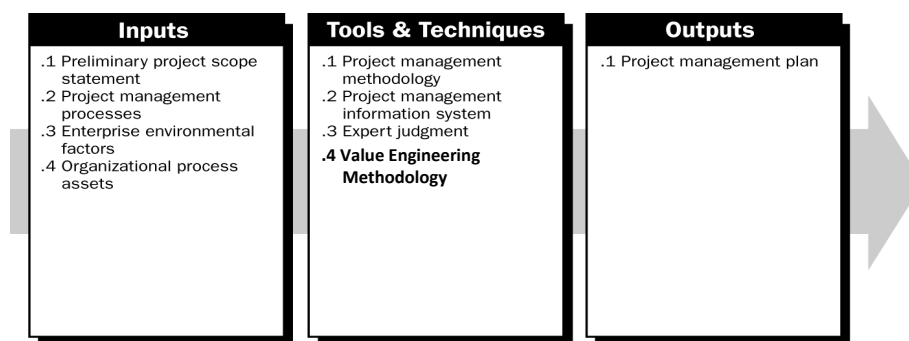 Inputs
.1 Preliminary project scope
statement
.2 Project management
processes
.3 Enterprise environmental
factors
.4 Organizational process
assets
Tools & Techniques
.1 Project management
methodology
.2 Project management
information system
.3 Expert judgment
.4 Value Engineering
Methodology
Outputs
.1 Project management plan